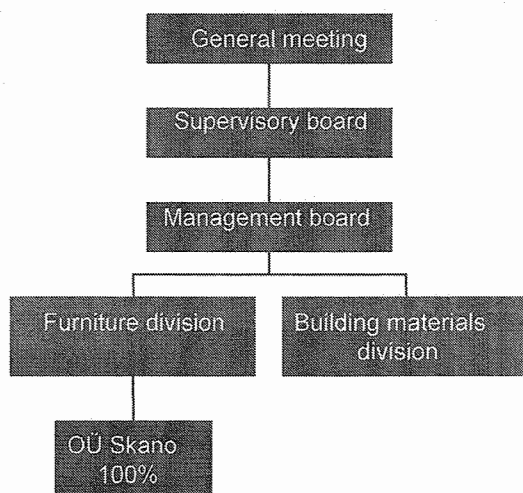 General meeting
Supervisory board
Management board
Furniture division
Building materials
division
OÜ Skano
100%